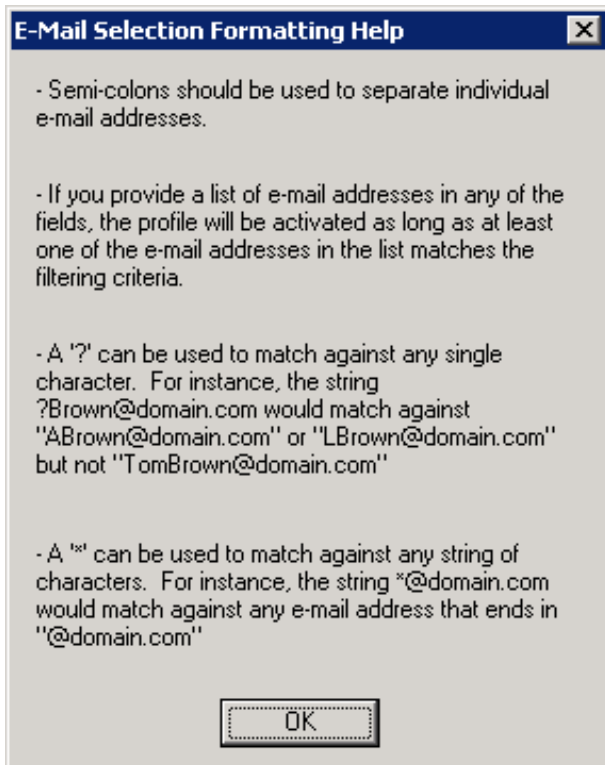 E-Mail Selection Formatting Help
- Semi-colons should be used to separate individual
e-mail addresses.
- If you provide a list of e-mail addresses in any of the
fields, the profile will be activated as long as at least
one of the e-mail addresses in the list matches the
filtering criteria.
- A '?' can be used to match against any single
character.  For instance, the string
?Brown@domain.com would match against
"ABrown@domain.com" or "LBrown@domain.com"
but not "TomBrown@domain.com"
- A '*' can be used to match against any string of
characters.  For instance, the string *@domain.com
would match against any e-mail address that ends in
"@domain.com"
OK